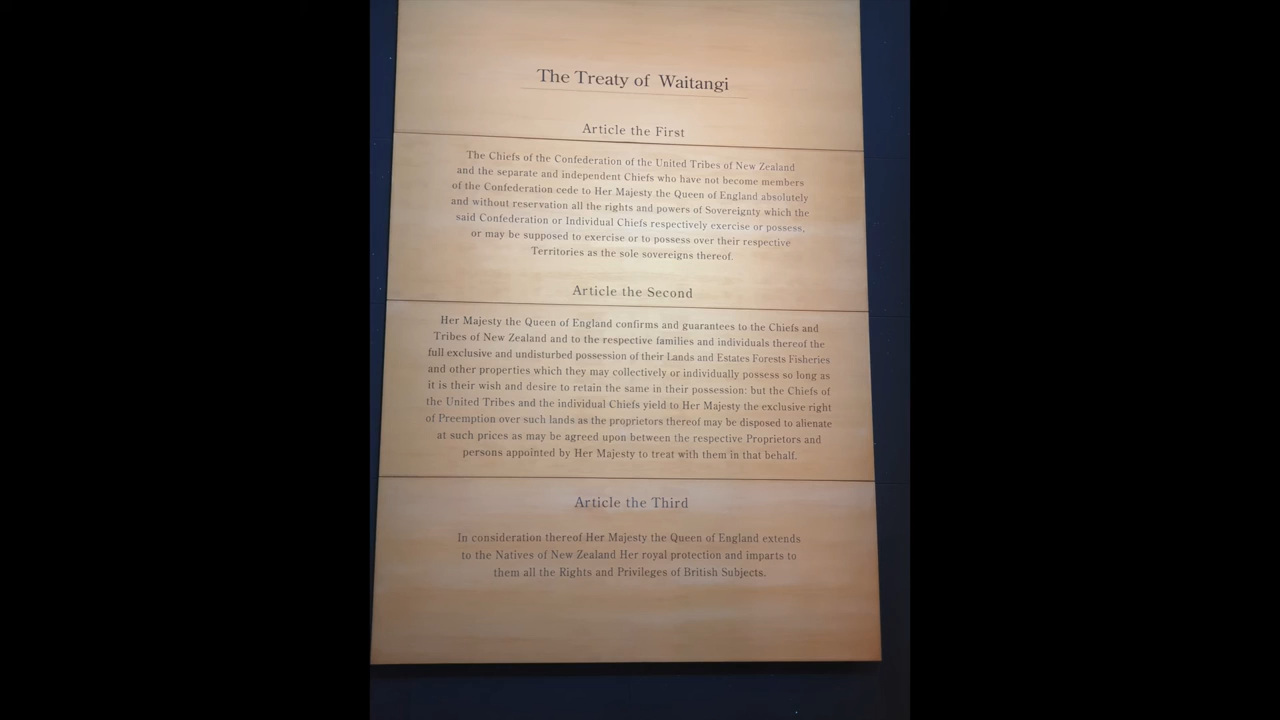 The Treaty of Waitangi
Article the First
The Chiefs of the Confederation of the United Tribes of New Zealand
and the separate and independent Chiefs who have not become members
of the Confederation cede to Her Majesty the Queen of England absolutely
and without reservation all the rights and powers of Sovereignty which the
said Confederation or Individual Chiefs respectively exercise or possess,
or may be supposed to exercise or to possess over their respective
Territories as the sole sovereigns thereof.
Article the Second
Her Majesty the Queen of England confirms and guarantees to the Chiefs and
Tribes of New Zealand and to the respective families and individuals thereof the
full exclusive and undisturbed possession of their Lands and Estates Forests Fisheries
and other properties which they may collectively or individually possess so long as
it is their wish and desire to retain the same in their possession: but the Chiefs of
the United Tribes and the individual Chiefs yield to Her Majesty the exclusive right
of Preemption over such lands as the proprietors thereof may be disposed to alienate
at such prices as may be agreed upon between the respective Proprietors and
persons appointed by Her Majesty to treat with them in that behalf.
Article the Third
In consideration thereof Her Majesty the Queen of England extends
to the Natives of New Zealand Her royal protection and imparts to
them all the Rights and Privileges of British Subjects.